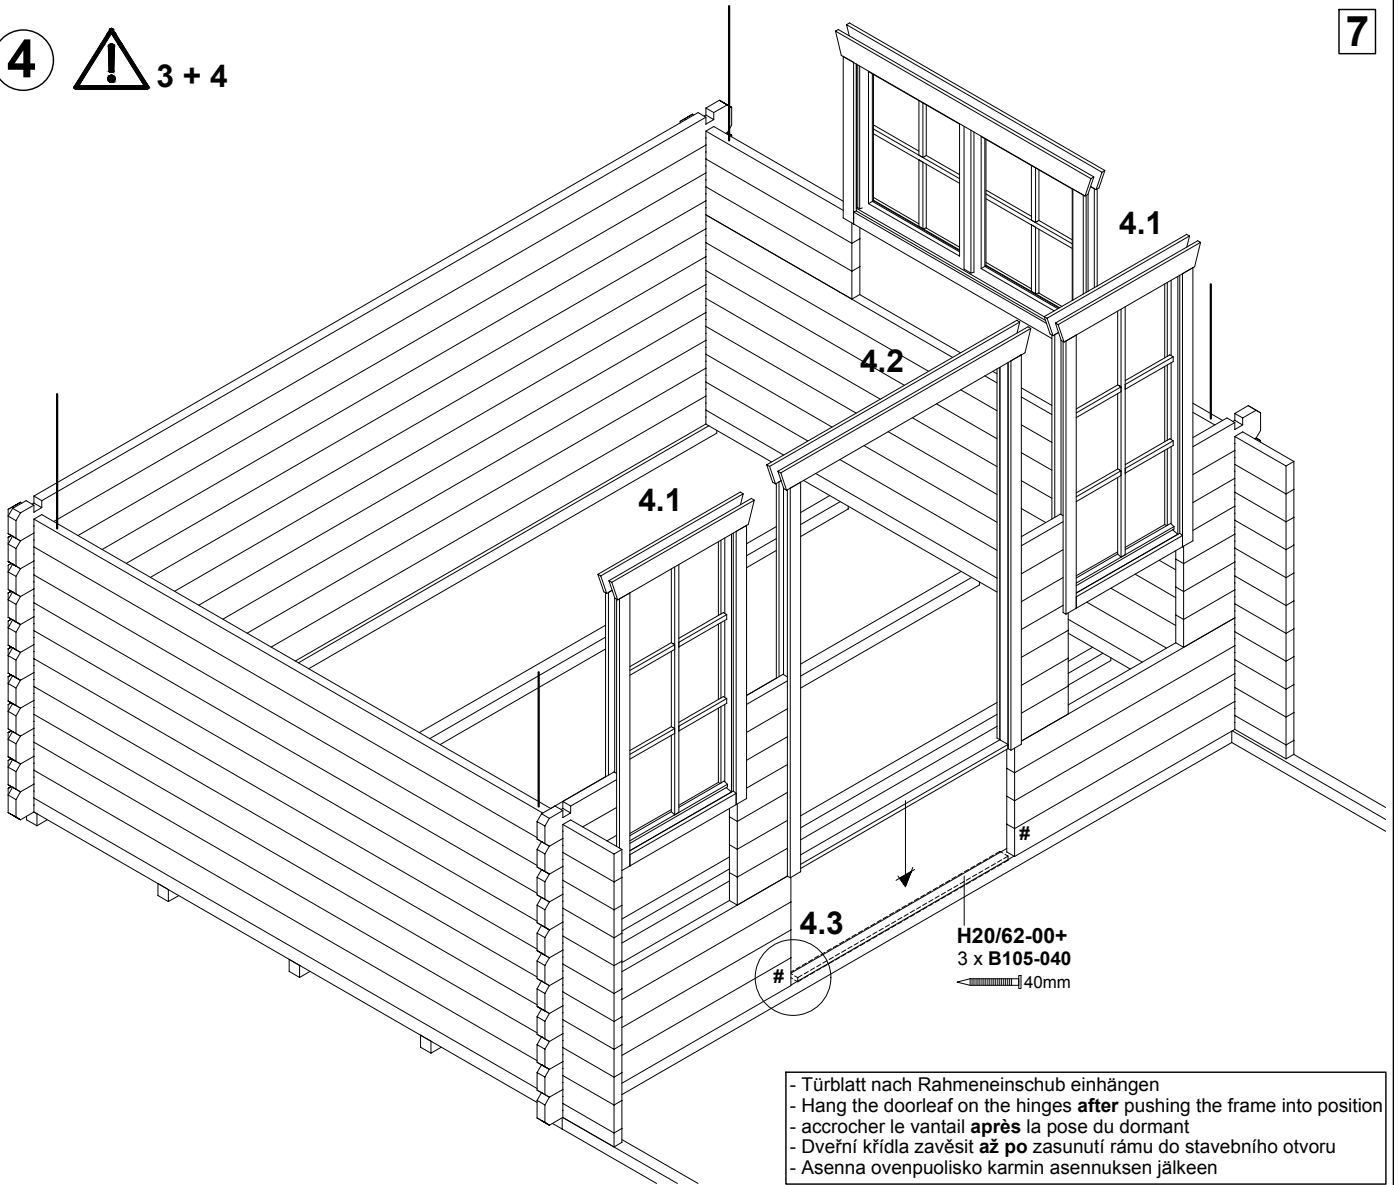 4
3 + 4
7
4.1
4.2
4.1
#
4.3
#
H20/62-00+
3 x B105-040
40mm
- Türblatt nach Rahmeneinschub einhängen
- Hang the doorleaf on the hinges after pushing the frame into position
- accrocher le vantail après la pose du dormant
- Dveřní křídla zavěsit až po zasunutí rámu do stavebního otvoru
- Asenna ovenpuolisko karmin asennuksen jälkeen